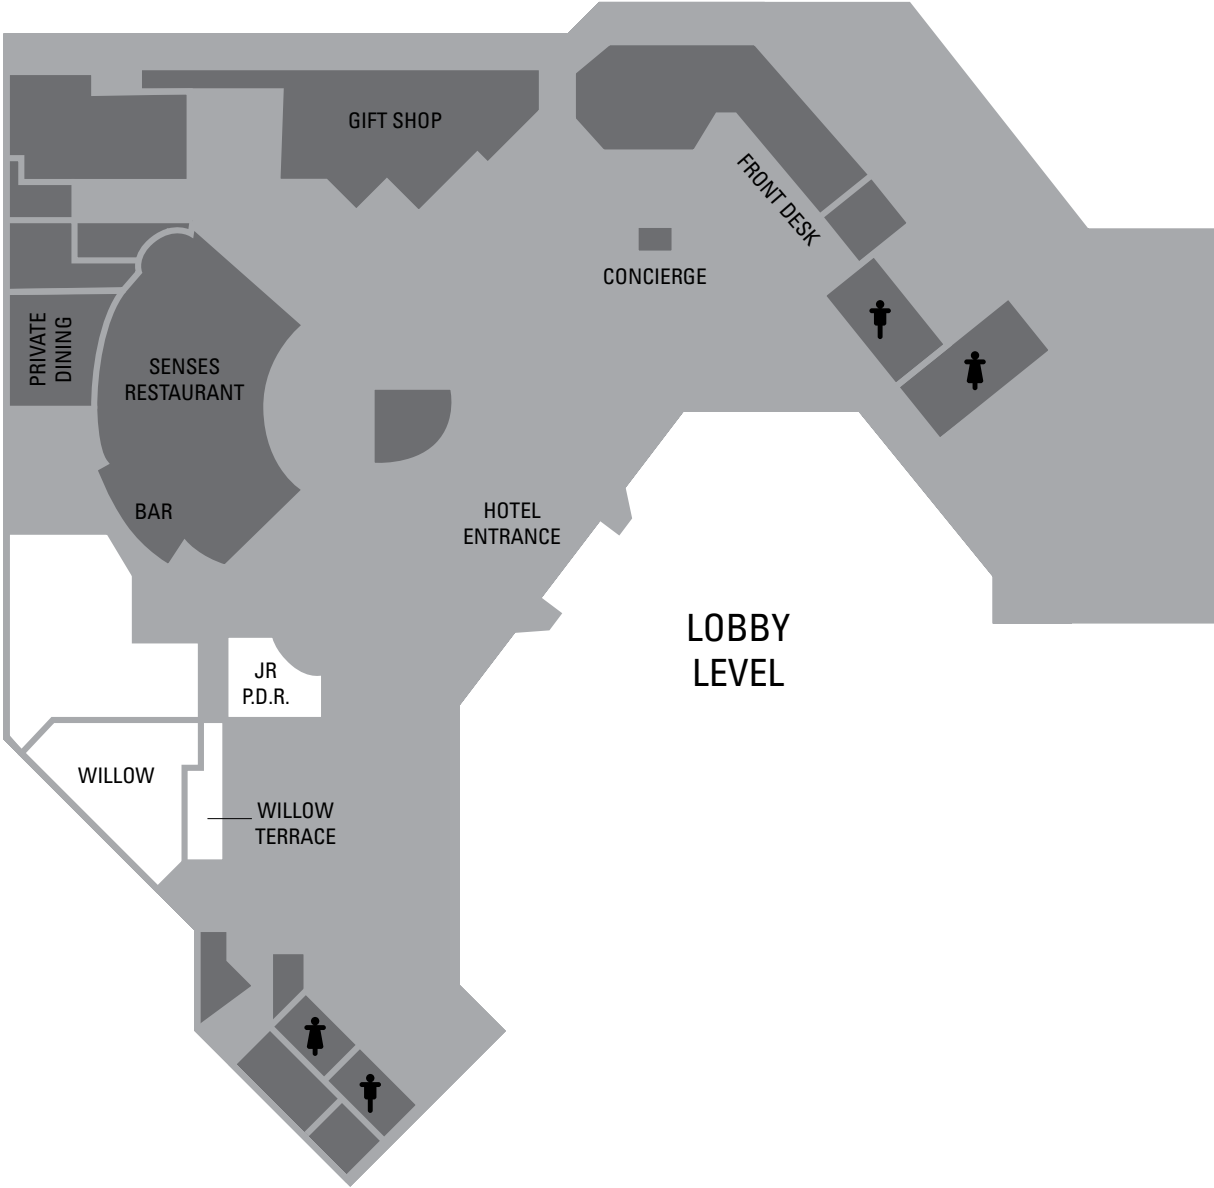 GIFT SHOP
FRONT DESK
CONCIERGE
PRIVATE
DINING
SENSES
RESTAURANT
BAR
HOTEL
ENTRANCE
LOBBY
LEVEL
JR
P.D.R.
WILLOW
WILLOW
TERRACE